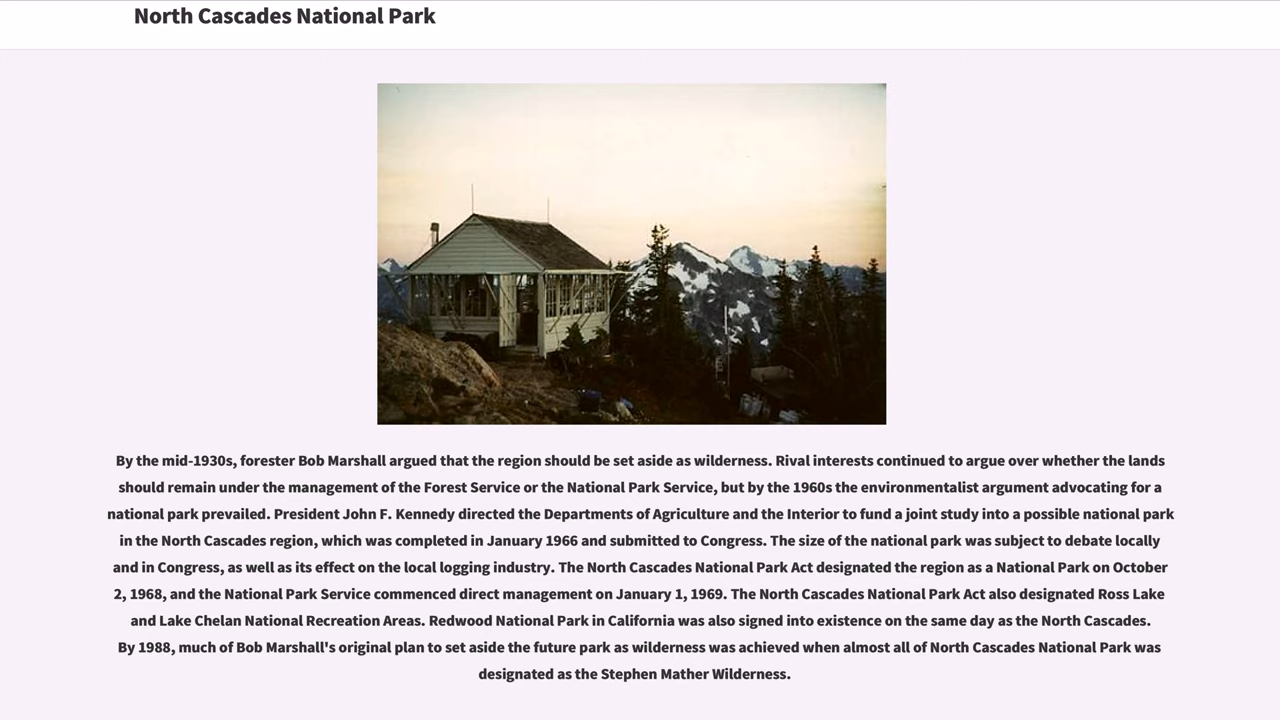 North Cascades National Park
By the mid-1930s, forester Bob Marshall argued that the region should be set aside as wilderness. Rival interests continued to argue over whether the lands
should remain under the management of the Forest Service or the National Park Service, but by the 1960s the environmentalist argument advocating for a
national park prevailed. President John F. Kennedy directed the Departments of Agriculture and the Interior to fund a joint study into a possible national park
in the North Cascades region, which was completed in January 1966 and submitted to Congress. The size of the national park was subject to debate locally
and in Congress, as well as its effect on the local logging industry. The North Cascades National Park Act designated the region as a National Park on October
2, 1968, and the National Park Service commenced direct management on January 1, 1969. The North Cascades National Park Act also designated Ross Lake
and Lake Chelan National Recreation Areas. Redwood National Park in California was also signed into existence on the same day as the North Cascades.
By 1988, much of Bob Marshall's original plan to set aside the future park as wilderness was achieved when almost all of North Cascades National Park was
designated as the Stephen Mather Wilderness.